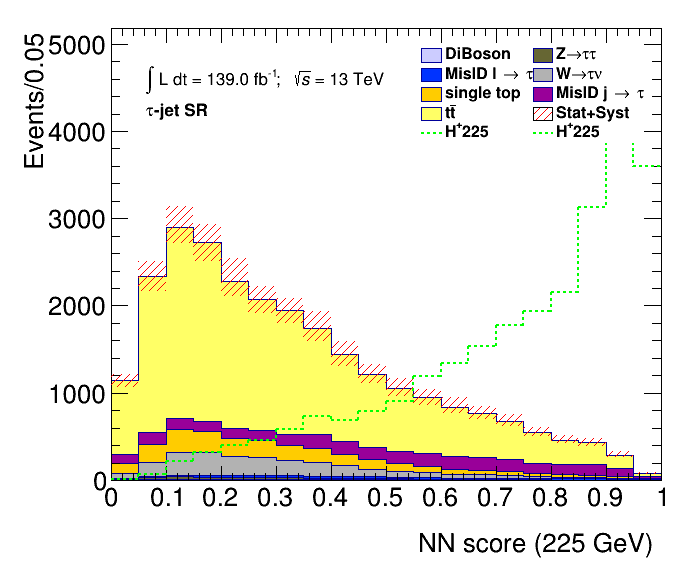 Events/0.05
5000
4000
3000
2000
1000
0
∫ L dt = 139.0 fb⁻¹; √s = 13 TeV
τ-jet SR
DiBoson
Z→ττ
MisID l → τ
W→τν
single top
MisID j → τ
tt̄
Stat+Syst
H⁺225
H⁺225
0 0.1 0.2 0.3 0.4 0.5 0.6 0.7 0.8 0.9 1
NN score (225 GeV)